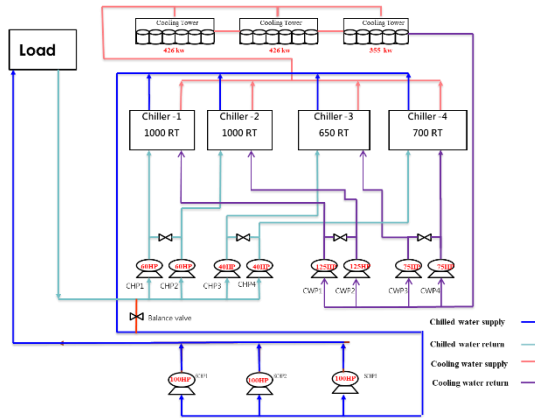 Cooling Tower
Cooling Tower
Cooling Tower
426 kw
426 kw
355 kw
Load
Chiller -1
1000 RT
Chiller -2
1000 RT
Chiller -3
650 RT
Chiller -4
700 RT
60HP
60HP
40HP
40HP
125HP
125HP
75HP
75HP
CHP1
CHP2
CHP3
CHP4
CWP1
CWP2
CWP3
CWP4
Balance valve
Chilled water supply
Chilled water return
Cooling water supply
Cooling water return
100HP
100HP
100HP
SCHP1
SCHP2